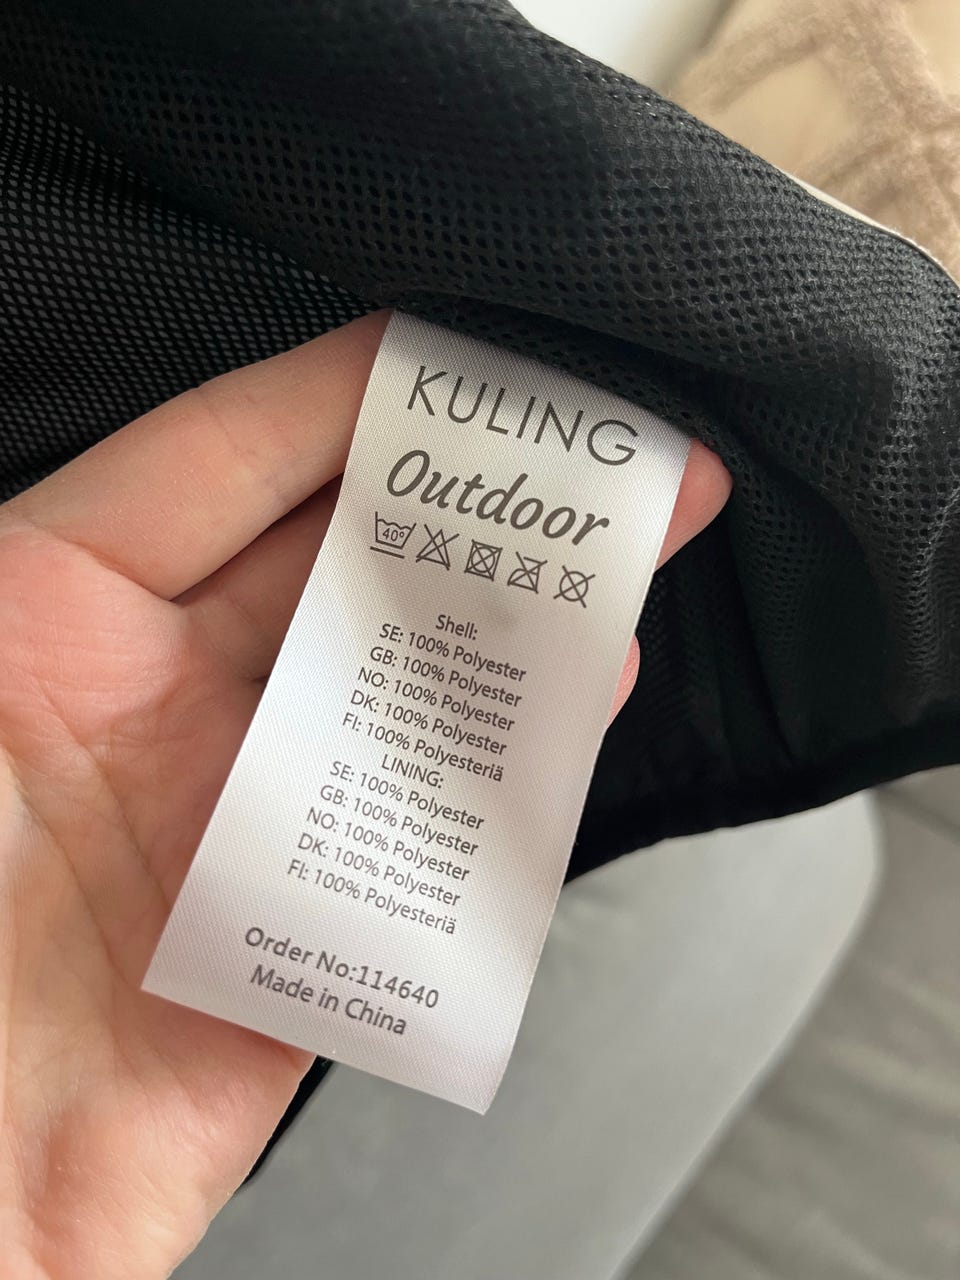 KULING
Outdoor
40°
Shell:
SE: 100% Polyester
GB: 100% Polyester
NO: 100% Polyester
DK: 100% Polyester
FI: 100% Polyesteriä
LINING:
SE: 100% Polyester
GB: 100% Polyester
NO: 100% Polyester
DK: 100% Polyester
FI: 100% Polyesteriä
Order No:114640
Made in China